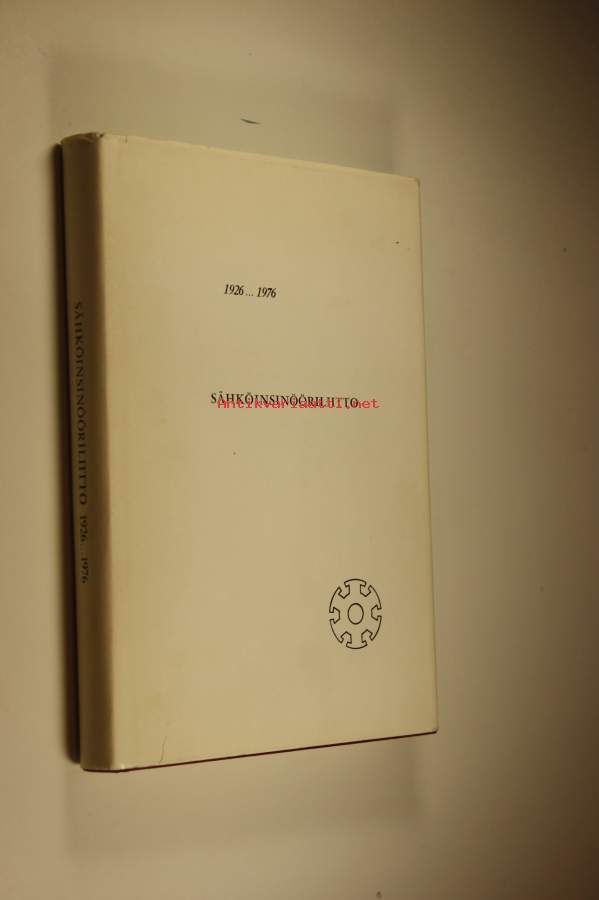 1926 ... 1976
SÄHKÖINSINÖÖRILIITTO
Antikvariaatti.net
SÄHKÖINSINÖÖRILIITTO 1926 ... 1976